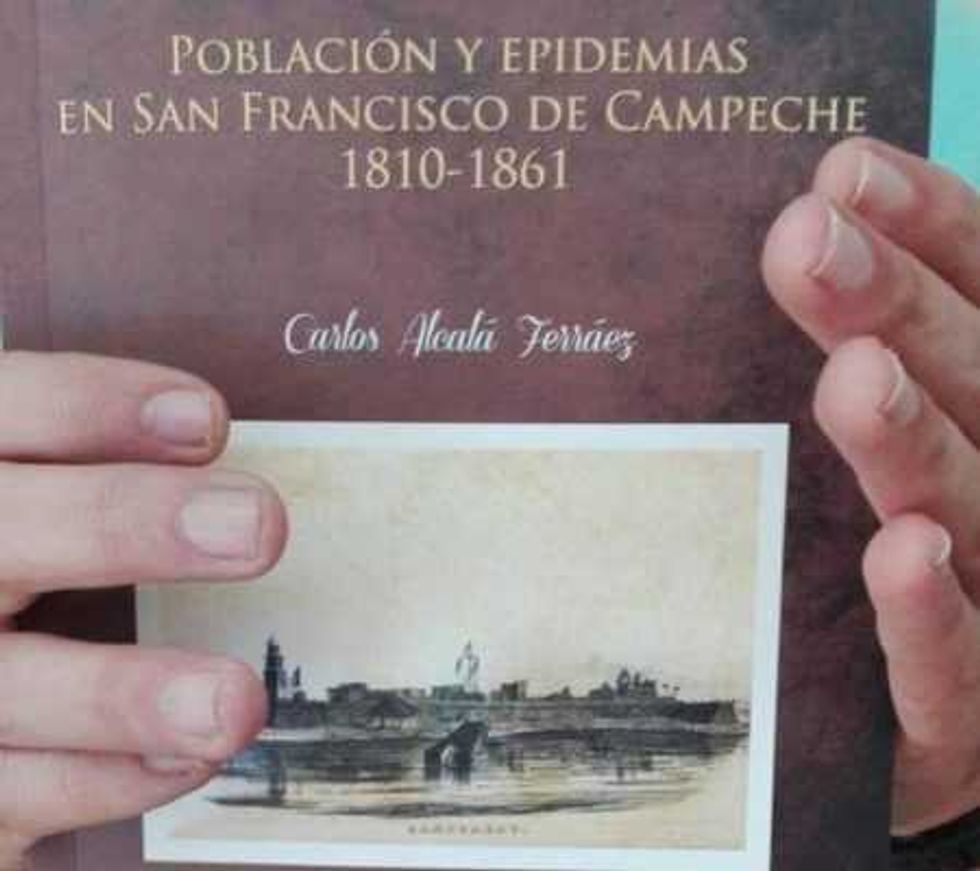 POBLACIÓN Y EPIDEMIAS
EN SAN FRANCISCO DE CAMPECHE
1810-1861
Carlos Alcalá Ferráez